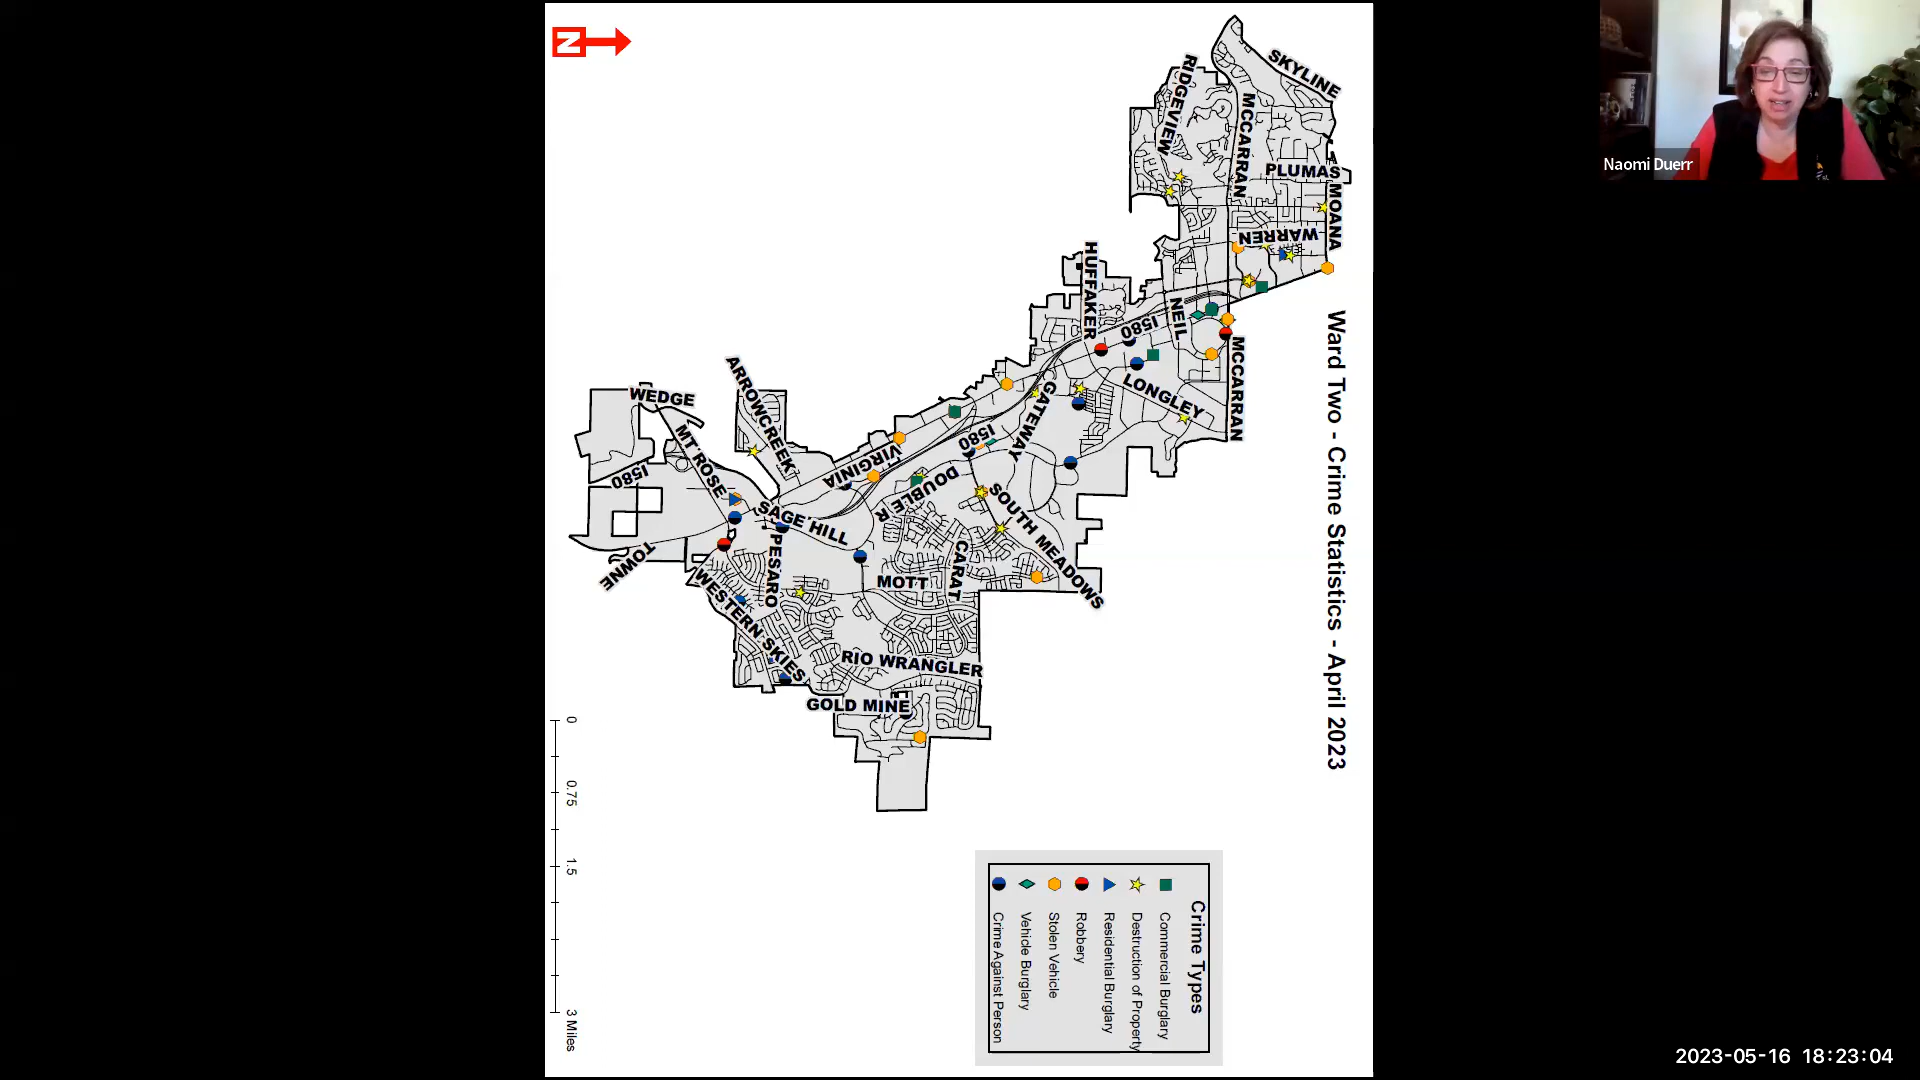 N
SKYLINE
RIDGEVIEW
MCCARRAN
PLUMAS
MOANA
WARREN
HUFFAKER
NEIL
I580
MCCARRAN
LONGLEY
GATEWAY
ARROWCREEK
WEDGE
MT ROSE
I580
VIRGINIA
I580
DOUBLE R
SOUTH MEADOWS
SAGE HILL
PESARO
CARAT
MOTT
TOWNE
WESTERN SKIES
RIO WRANGLER
GOLD MINE
Ward Two - Crime Statistics - April 2023
0
0.75
1.5
3 Miles
Crime Types
Commercial Burglary
Destruction of Property
Residential Burglary
Robbery
Stolen Vehicle
Vehicle Burglary
Crime Against Person
Naomi Duerr
2023-05-16 18:23:04